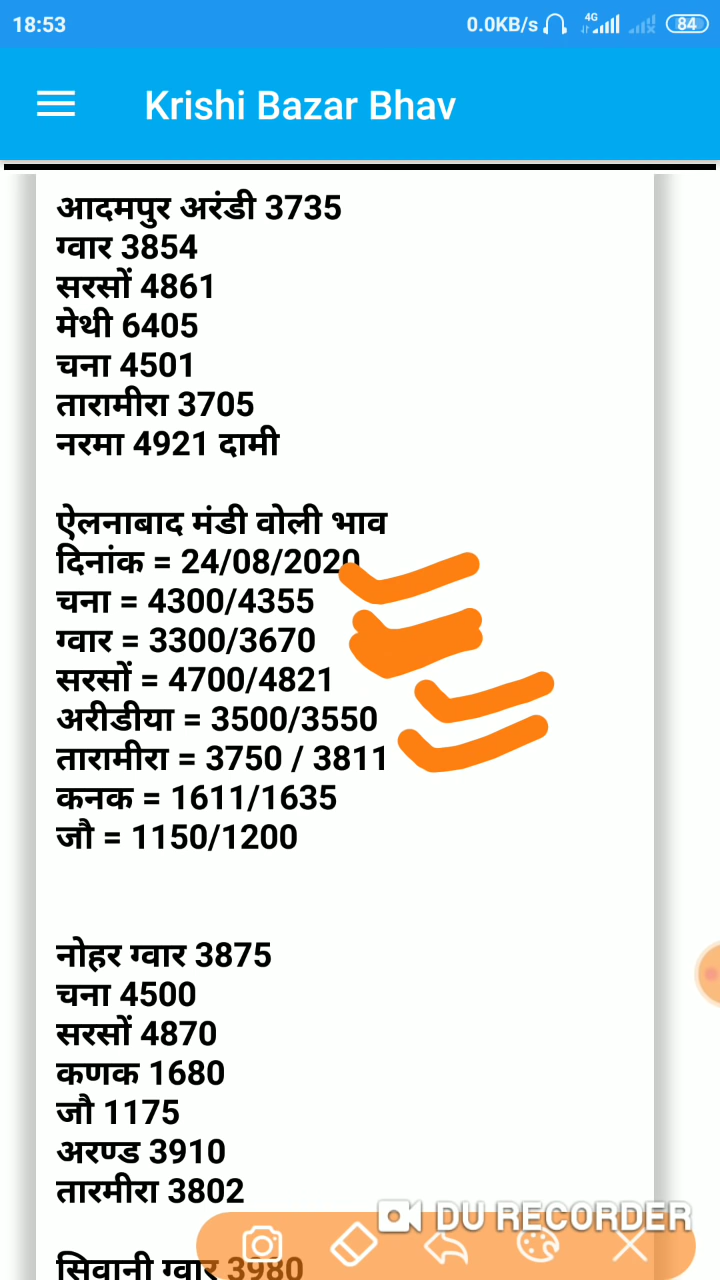 18:53 0.0KB/s 4G 84
Krishi Bazar Bhav
आदमपुर अरंडी 3735
ग्वार 3854
सरसों 4861
मेथी 6405
चना 4501
तारामीरा 3705
नरमा 4921 दामी
ऐलनाबाद मंडी वोली भाव
दिनांक = 24/08/2020
चना = 4300/4355
ग्वार = 3300/3670
सरसों = 4700/4821
अरीडीया = 3500/3550
तारामीरा = 3750 / 3811
कनक = 1611/1635
जौ = 1150/1200
नोहर ग्वार 3875
चना 4500
सरसों 4870
कणक 1680
जौ 1175
अरण्ड 3910
तारमीरा 3802
DU RECORDER
सिवानी ग्वार 3980